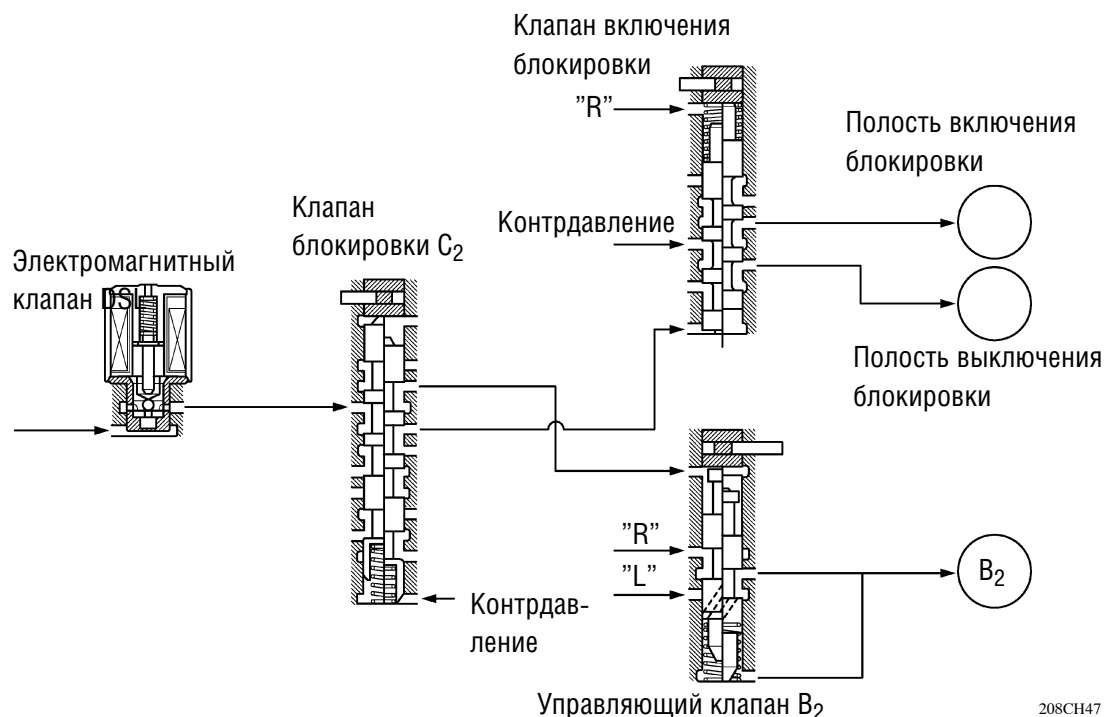 Клапан включения
блокировки
”R”
Полость включения
блокировки
Контрдавление
Клапан
блокировки C2
Электромагнитный
клапан DSL
Полость выключения
блокировки
”R”
”L”
B2
Контрдав-
ление
Управляющий клапан B2
208CH47